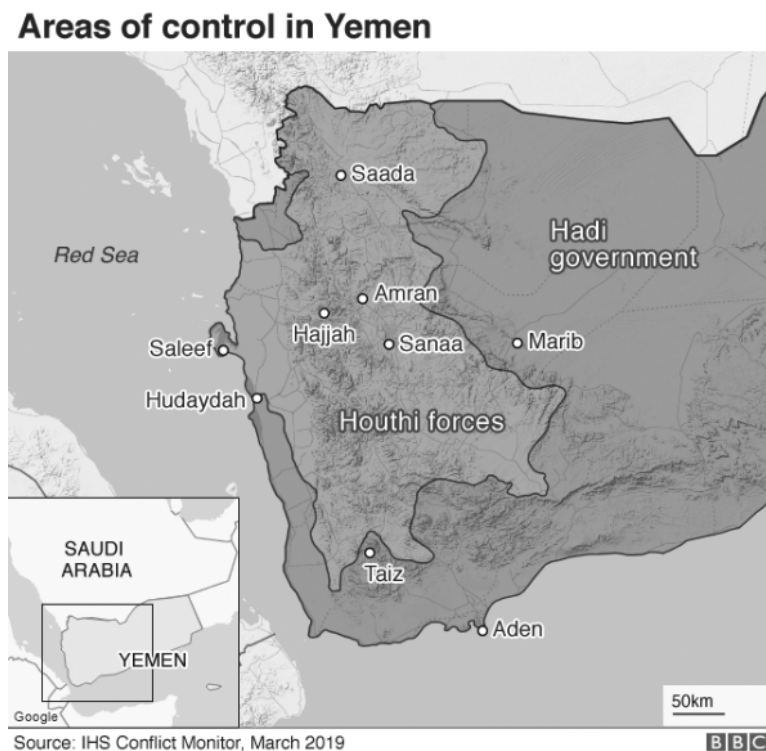 Areas of control in Yemen
Saada
Red Sea
Hadi
government
Amran
Hajjah
Sanaa
Marib
Saleef
Hudaydah
Houthi forces
SAUDI
ARABIA
Taiz
Aden
YEMEN
50km
Google
Source: IHS Conflict Monitor, March 2019
BBC